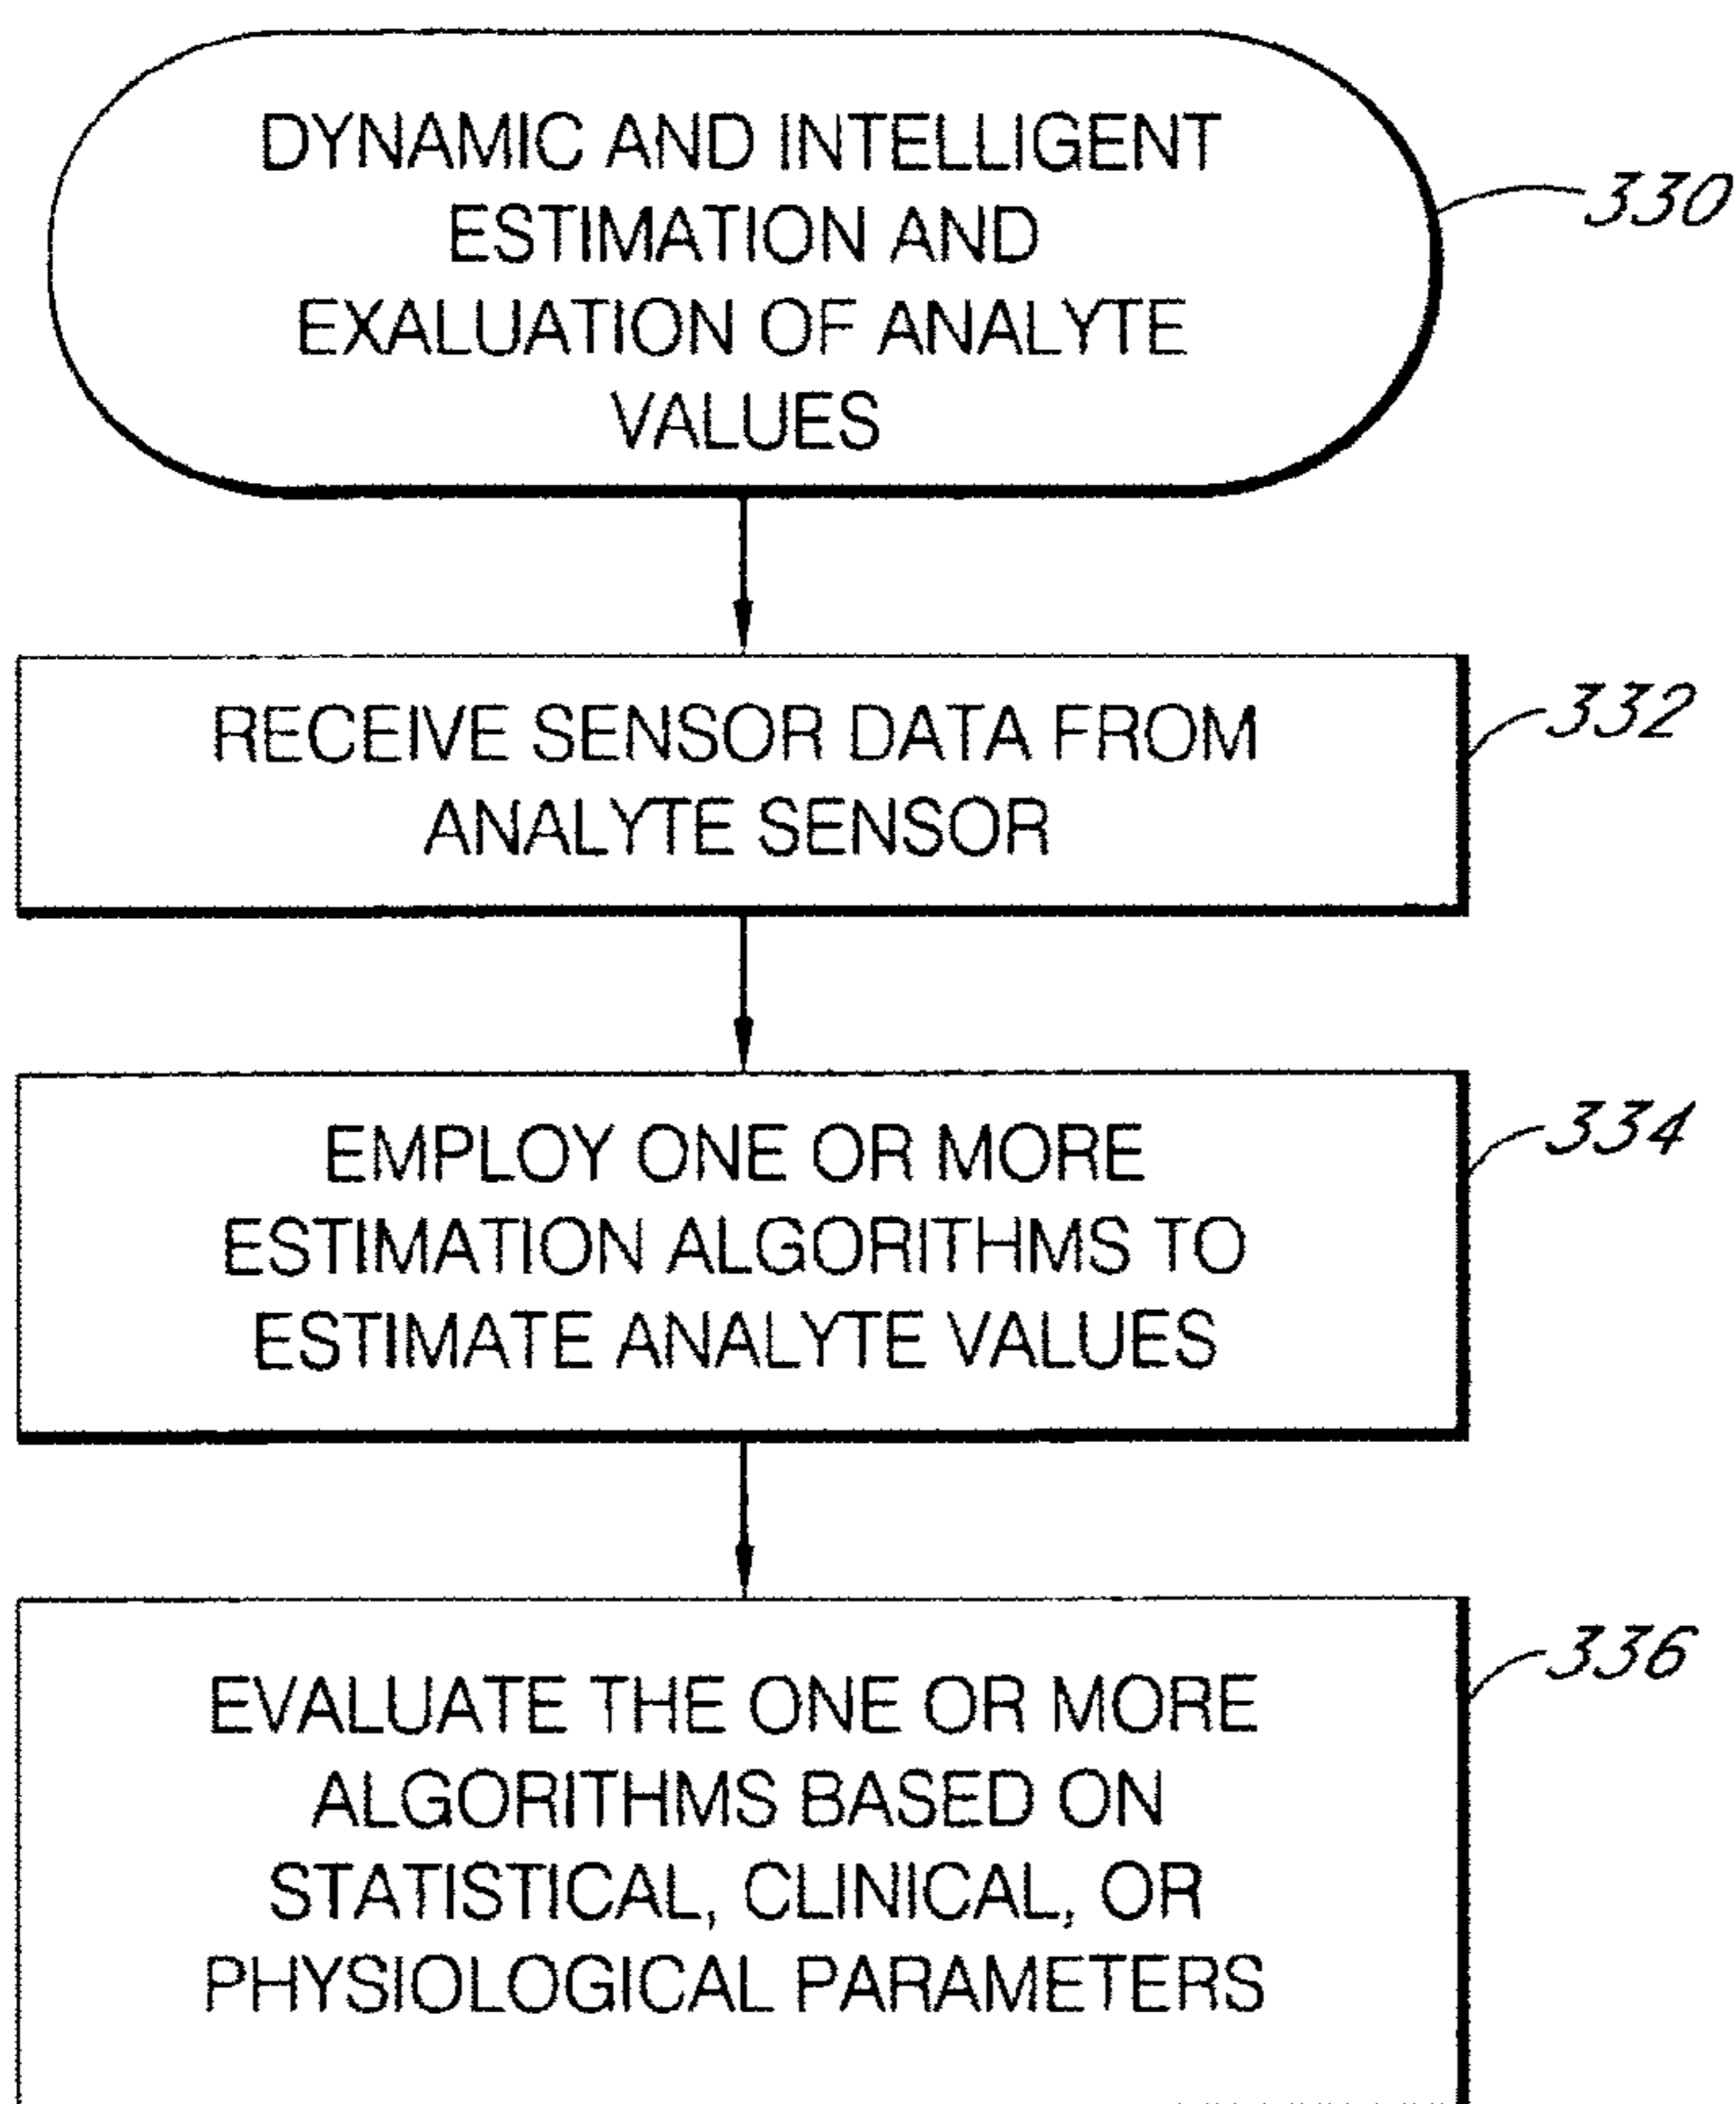 DYNAMIC AND INTELLIGENT
ESTIMATION AND
EXALUATION OF ANALYTE
VALUES
330
RECEIVE SENSOR DATA FROM
ANALYTE SENSOR
332
EMPLOY ONE OR MORE
ESTIMATION ALGORITHMS TO
ESTIMATE ANALYTE VALUES
334
EVALUATE THE ONE OR MORE
ALGORITHMS BASED ON
STATISTICAL, CLINICAL, OR
PHYSIOLOGICAL PARAMETERS
336